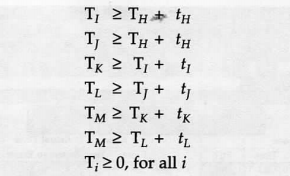 T_I ≥ T_H + t_H
T_J ≥ T_H + t_H
T_K ≥ T_I + t_I
T_L ≥ T_J + t_J
T_M ≥ T_K + t_K
T_M ≥ T_L + t_L
T_i ≥ 0, for all i